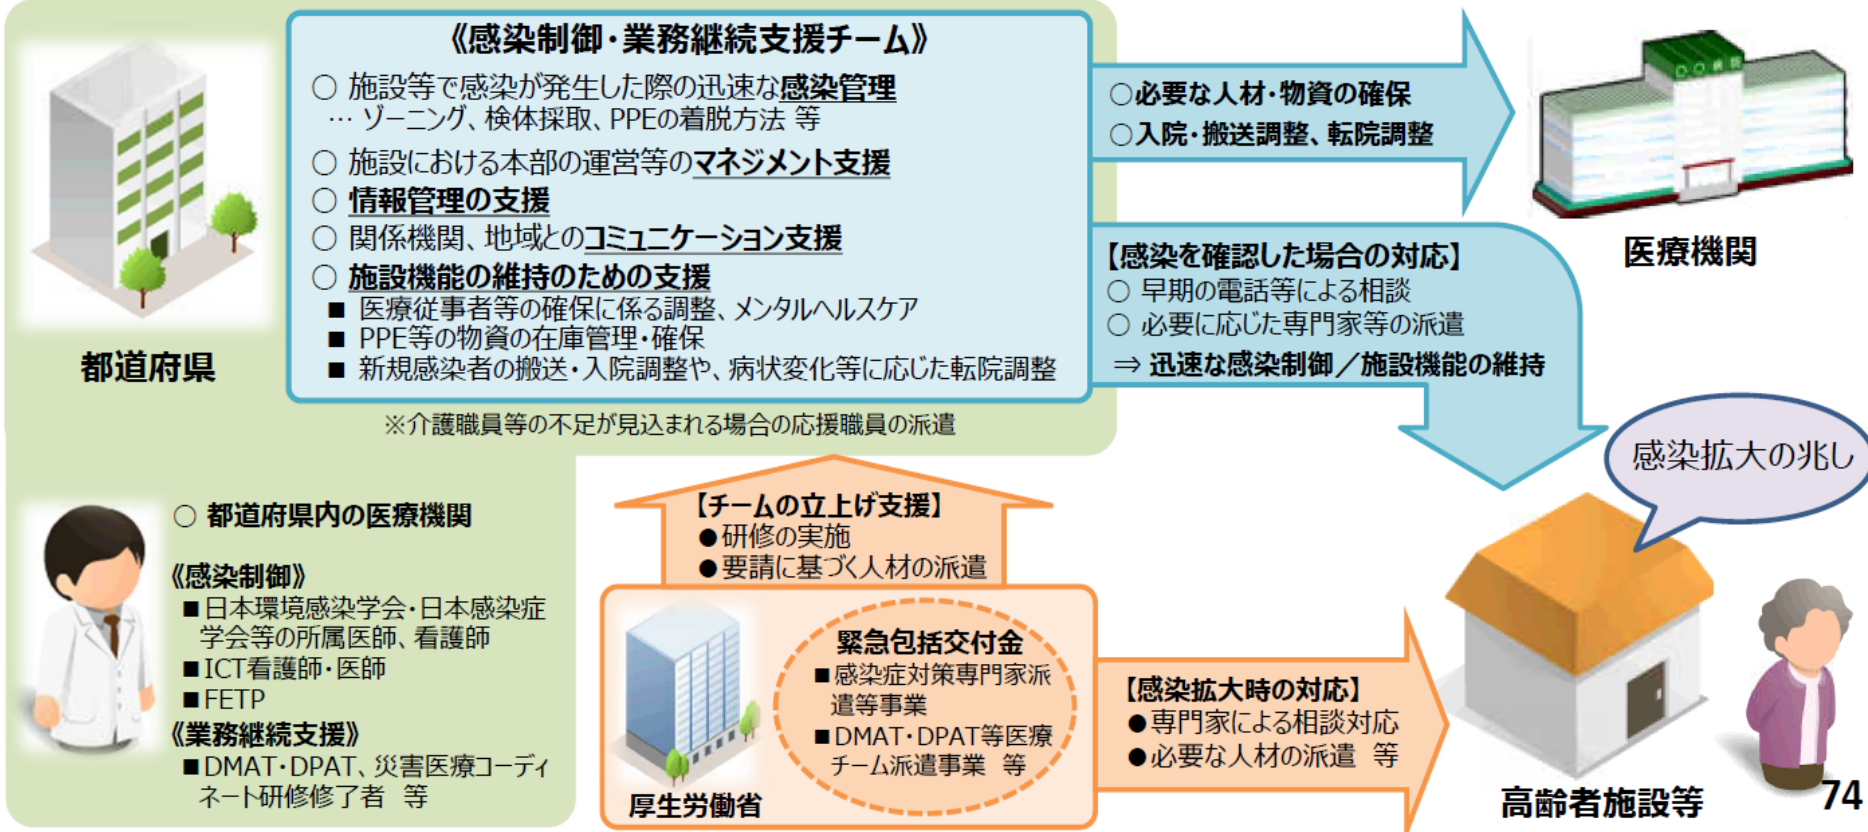 《感染制御・業務継続支援チーム》
○ 施設等で感染が発生した際の迅速な感染管理
… ゾーニング、検体採取、PPEの着脱方法 等
○ 施設における本部の運営等のマネジメント支援
○ 情報管理の支援
○ 関係機関、地域とのコミュニケーション支援
○ 施設機能の維持のための支援
■ 医療従事者等の確保に係る調整、メンタルヘルスケア
■ PPE等の物資の在庫管理・確保
■ 新規感染者の搬送・入院調整や、病状変化等に応じた転院調整
※介護職員等の不足が見込まれる場合の応援職員の派遣
都道府県
○必要な人材・物資の確保
○入院・搬送調整、転院調整
○○病院
医療機関
【感染を確認した場合の対応】
○ 早期の電話等による相談
○ 必要に応じた専門家等の派遣
⇒ 迅速な感染制御／施設機能の維持
感染拡大の兆し
○ 都道府県内の医療機関
《感染制御》
■日本環境感染学会・日本感染症
学会等の所属医師、看護師
■ICT看護師・医師
■FETP
《業務継続支援》
■DMAT・DPAT、災害医療コーディ
ネート研修修了者 等
【チームの立上げ支援】
●研修の実施
●要請に基づく人材の派遣
緊急包括交付金
■感染症対策専門家派
遣等事業
■DMAT・DPAT等医療
チーム派遣事業 等
厚生労働省
【感染拡大時の対応】
●専門家による相談対応
●必要な人材の派遣 等
高齢者施設等
74